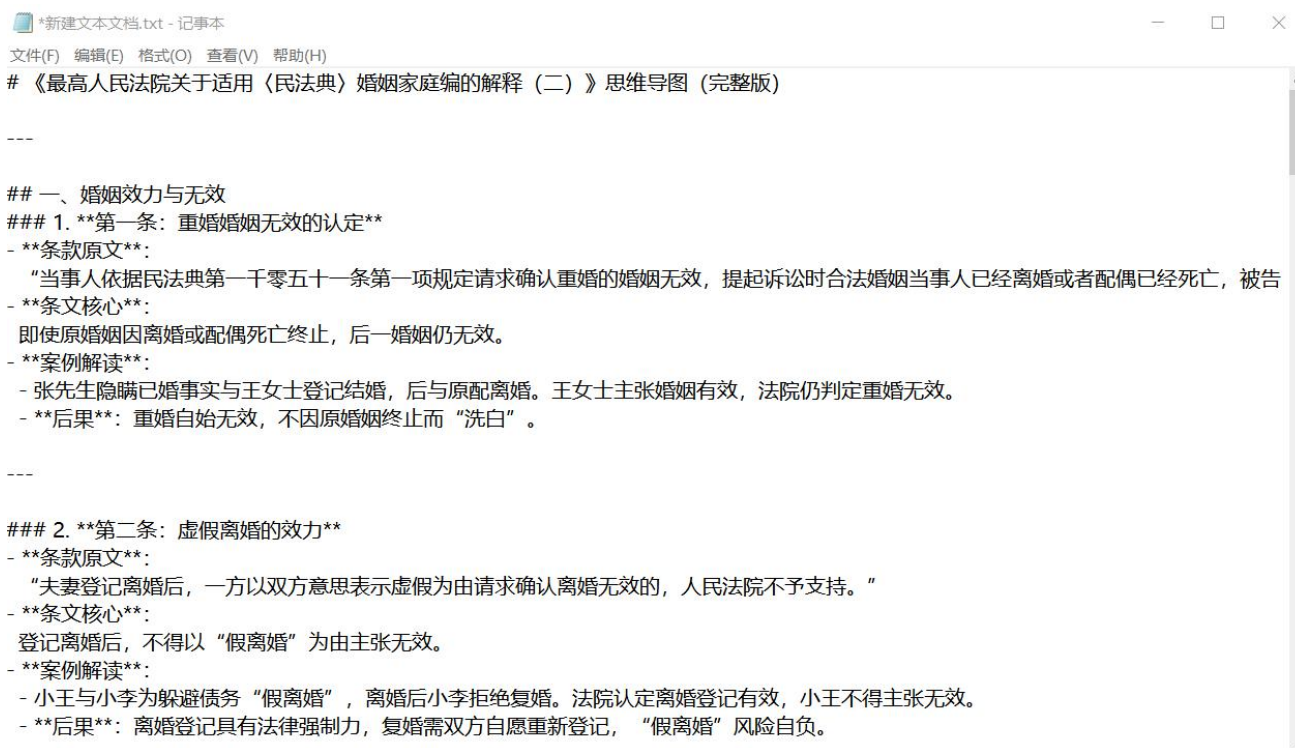 *新建文本文档.txt - 记事本
文件(F) 编辑(E) 格式(O) 查看(V) 帮助(H)
# 《最高人民法院关于适用〈民法典〉婚姻家庭编的解释（二）》思维导图（完整版）
---
## 一、婚姻效力与无效
### 1. **第一条：重婚婚姻无效的认定**
- **条款原文**：
“当事人依据民法典第一千零五十一条第一项规定请求确认重婚的婚姻无效，提起诉讼时合法婚姻当事人已经离婚或者配偶已经死亡，被告
- **条文核心**：
即使原婚姻因离婚或配偶死亡终止，后一婚姻仍无效。
- **案例解读**：
- 张先生隐瞒已婚事实与王女士登记结婚，后与原配离婚。王女士主张婚姻有效，法院仍判定重婚无效。
- **后果**：重婚自始无效，不因原婚姻终止而“洗白”。
---
### 2. **第二条：虚假离婚的效力**
- **条款原文**：
“夫妻登记离婚后，一方以双方意思表示虚假为由请求确认离婚无效的，人民法院不予支持。”
- **条文核心**：
登记离婚后，不得以“假离婚”为由主张无效。
- **案例解读**：
- 小王与小李为躲避债务“假离婚”，离婚后小李拒绝复婚。法院认定离婚登记有效，小王不得主张无效。
- **后果**：离婚登记具有法律强制力，复婚需双方自愿重新登记，“假离婚”风险自负。